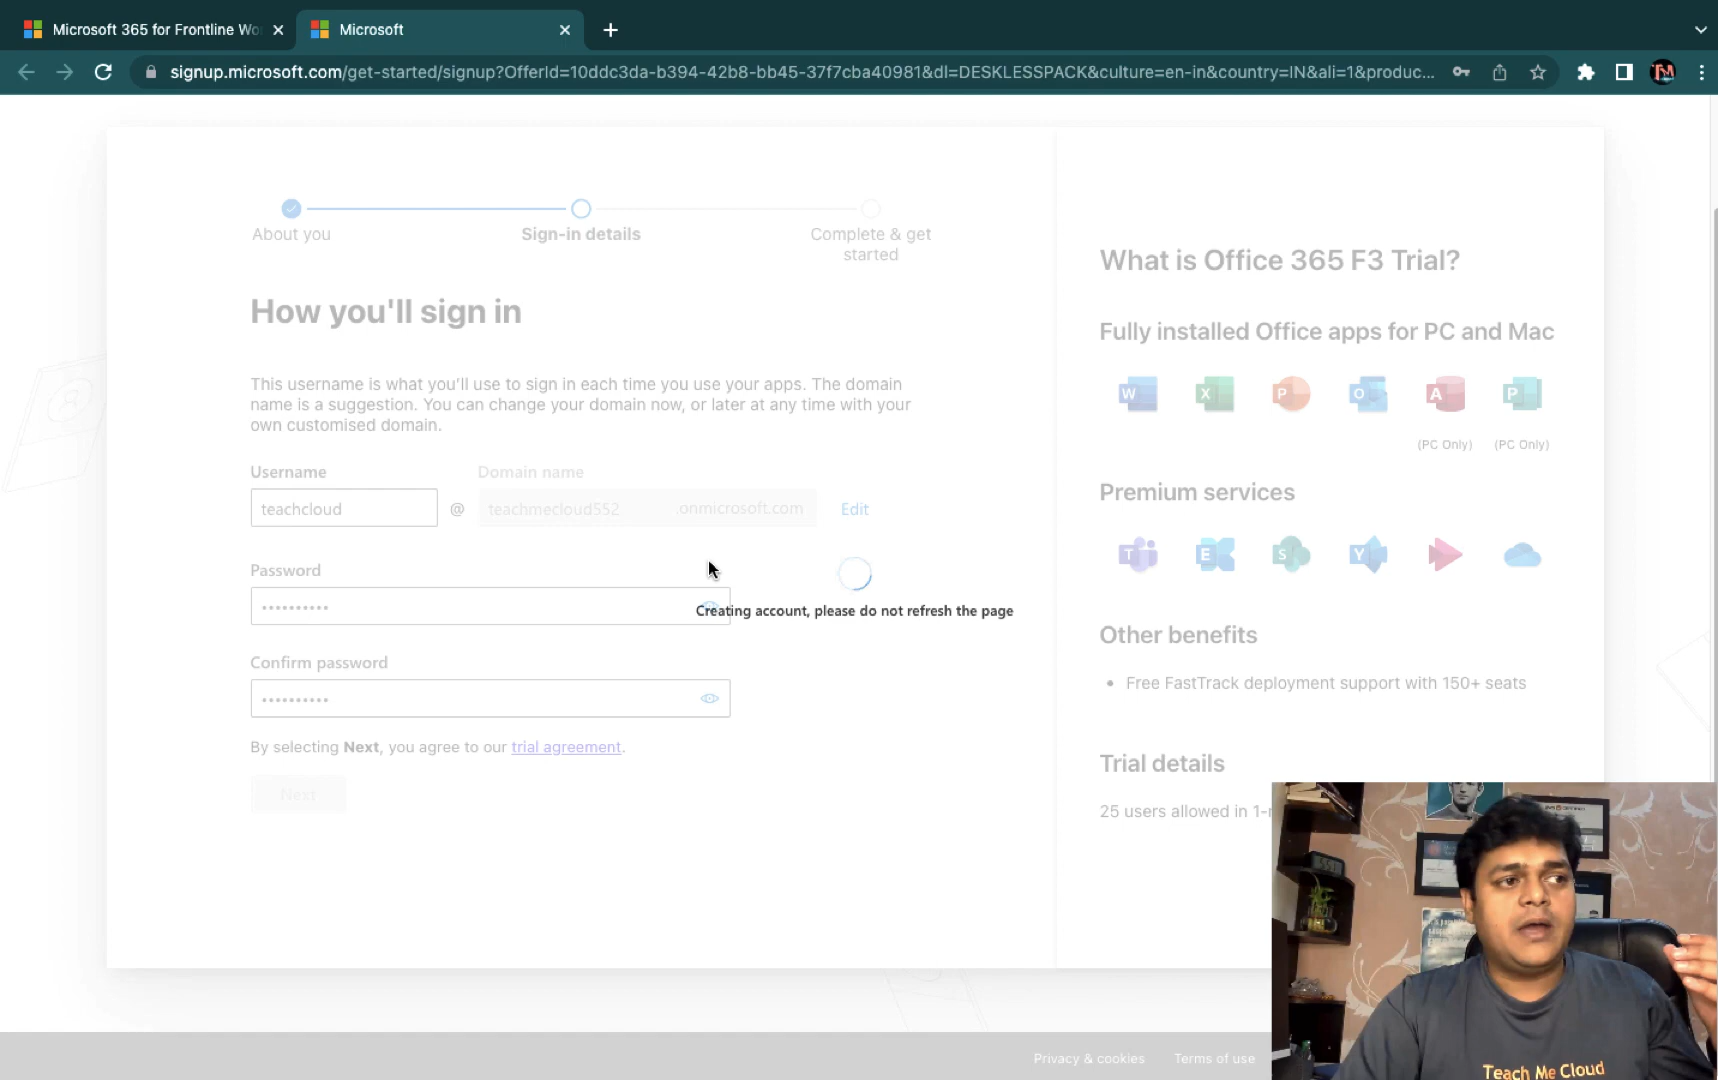 Microsoft 365 for Frontline Wo
Microsoft
signup.microsoft.com/get-started/signup?OfferId=10ddc3da-b394-42b8-bb45-37f7cba40981&dl=DESKLESSPACK&culture=en-in&country=IN&ali=1&produc...
About you
Sign-in details
Complete & get
started
How you'll sign in
This username is what you'll use to sign in each time you use your apps. The domain
name is a suggestion. You can change your domain now, or later at any time with your
own customised domain.
Username
Domain name
teachcloud
@
teachmecloud552
.onmicrosoft.com
Edit
Password
••••••••••
Creating account, please do not refresh the page
Confirm password
••••••••••
By selecting Next, you agree to our trial agreement.
Next
What is Office 365 F3 Trial?
Fully installed Office apps for PC and Mac
W
X
P
O
A
P
(PC Only)
(PC Only)
Premium services
T
E
S
Y
Other benefits
• Free FastTrack deployment support with 150+ seats
Trial details
25 users allowed in 1-
Privacy & cookies
Terms of use
Teach Me Cloud